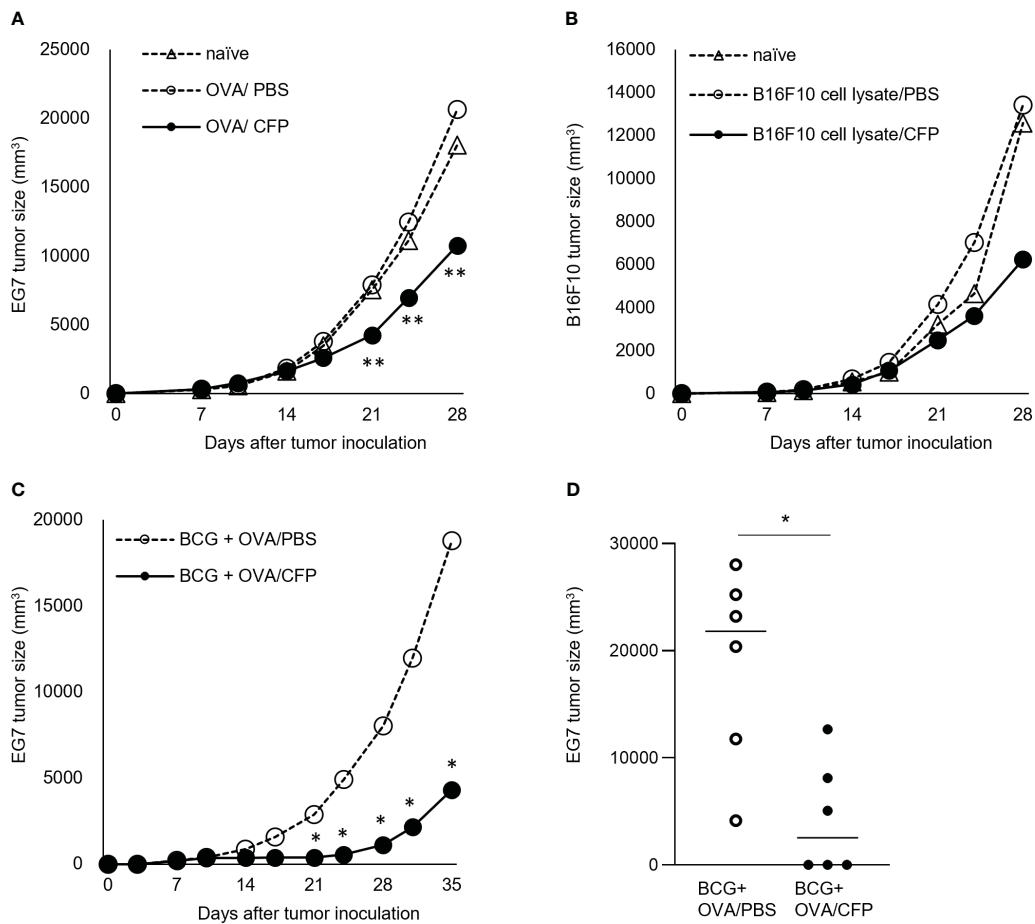 A
25000
20000
15000
10000
5000
0
EG7 tumor size (mm³)
naïve
OVA/ PBS
OVA/ CFP
**
**
**
0 7 14 21 28
Days after tumor inoculation
B
16000
14000
12000
10000
8000
6000
4000
2000
0
B16F10 tumor size (mm³)
naïve
B16F10 cell lysate/PBS
B16F10 cell lysate/CFP
0 7 14 21 28
Days after tumor inoculation
C
20000
15000
10000
5000
0
EG7 tumor size (mm³)
BCG + OVA/PBS
BCG + OVA/CFP
*
*
*
*
*
0 7 14 21 28 35
Days after tumor inoculation
D
*
30000
20000
10000
0
EG7 tumor size (mm³)
BCG+
OVA/PBS
BCG+
OVA/CFP